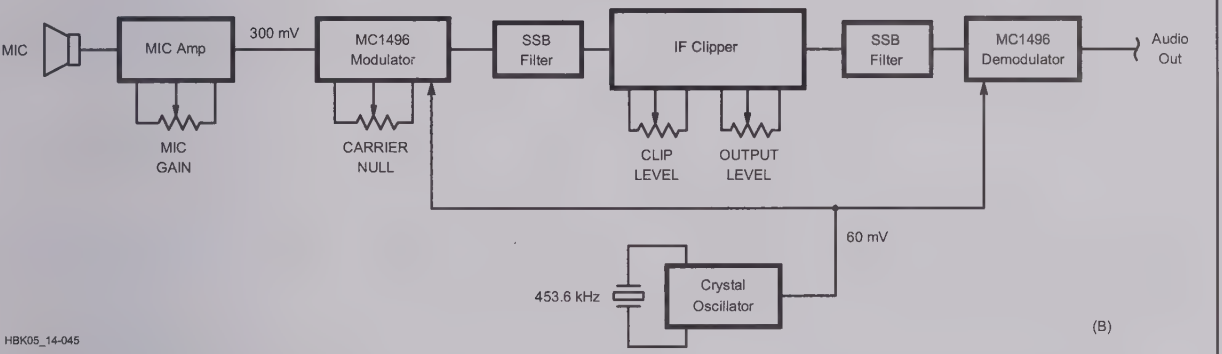 MIC
MIC Amp
300 mV
MC1496
Modulator
SSB
Filter
IF Clipper
SSB
Filter
MC1496
Demodulator
Audio
Out
MIC
GAIN
CARRIER
NULL
CLIP
LEVEL
OUTPUT
LEVEL
60 mV
453.6 kHz
Crystal
Oscillator
(B)
HBK05_14-045